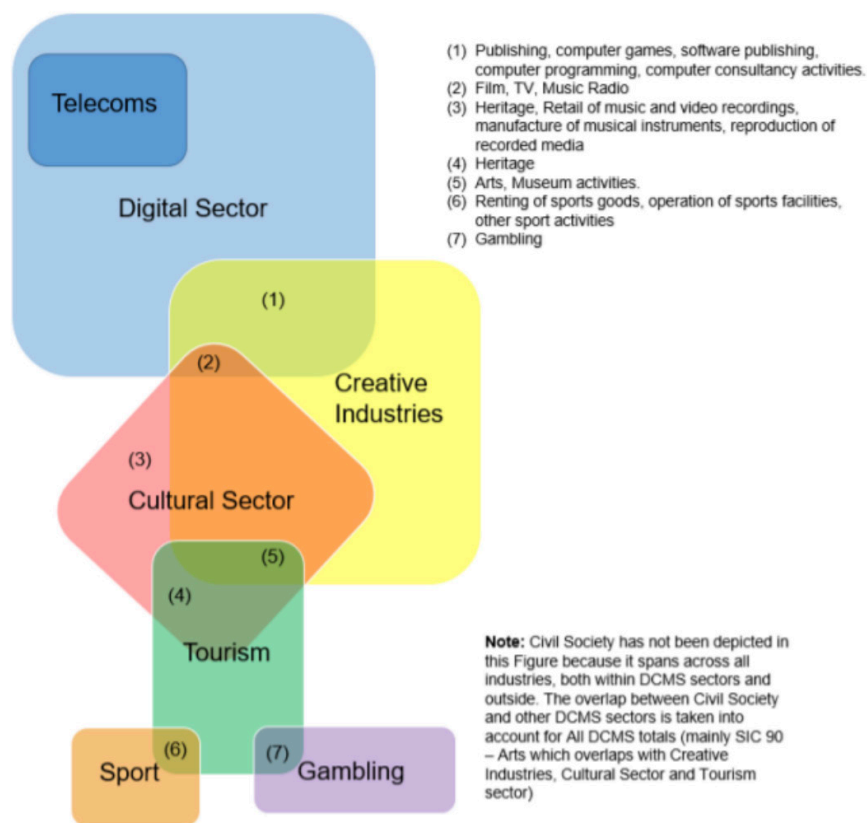 Telecoms
Digital Sector
(1)
(2)
Creative
Industries
(3)
Cultural Sector
(5)
(4)
Tourism
(6)
Sport
(7)
Gambling
(1) Publishing, computer games, software publishing,
computer programming, computer consultancy activities.
(2) Film, TV, Music Radio
(3) Heritage, Retail of music and video recordings,
manufacture of musical instruments, reproduction of
recorded media
(4) Heritage
(5) Arts, Museum activities.
(6) Renting of sports goods, operation of sports facilities,
other sport activities
(7) Gambling
Note: Civil Society has not been depicted in
this Figure because it spans across all
industries, both within DCMS sectors and
outside. The overlap between Civil Society
and other DCMS sectors is taken into
account for All DCMS totals (mainly SIC 90
– Arts which overlaps with Creative
Industries, Cultural Sector and Tourism
sector)